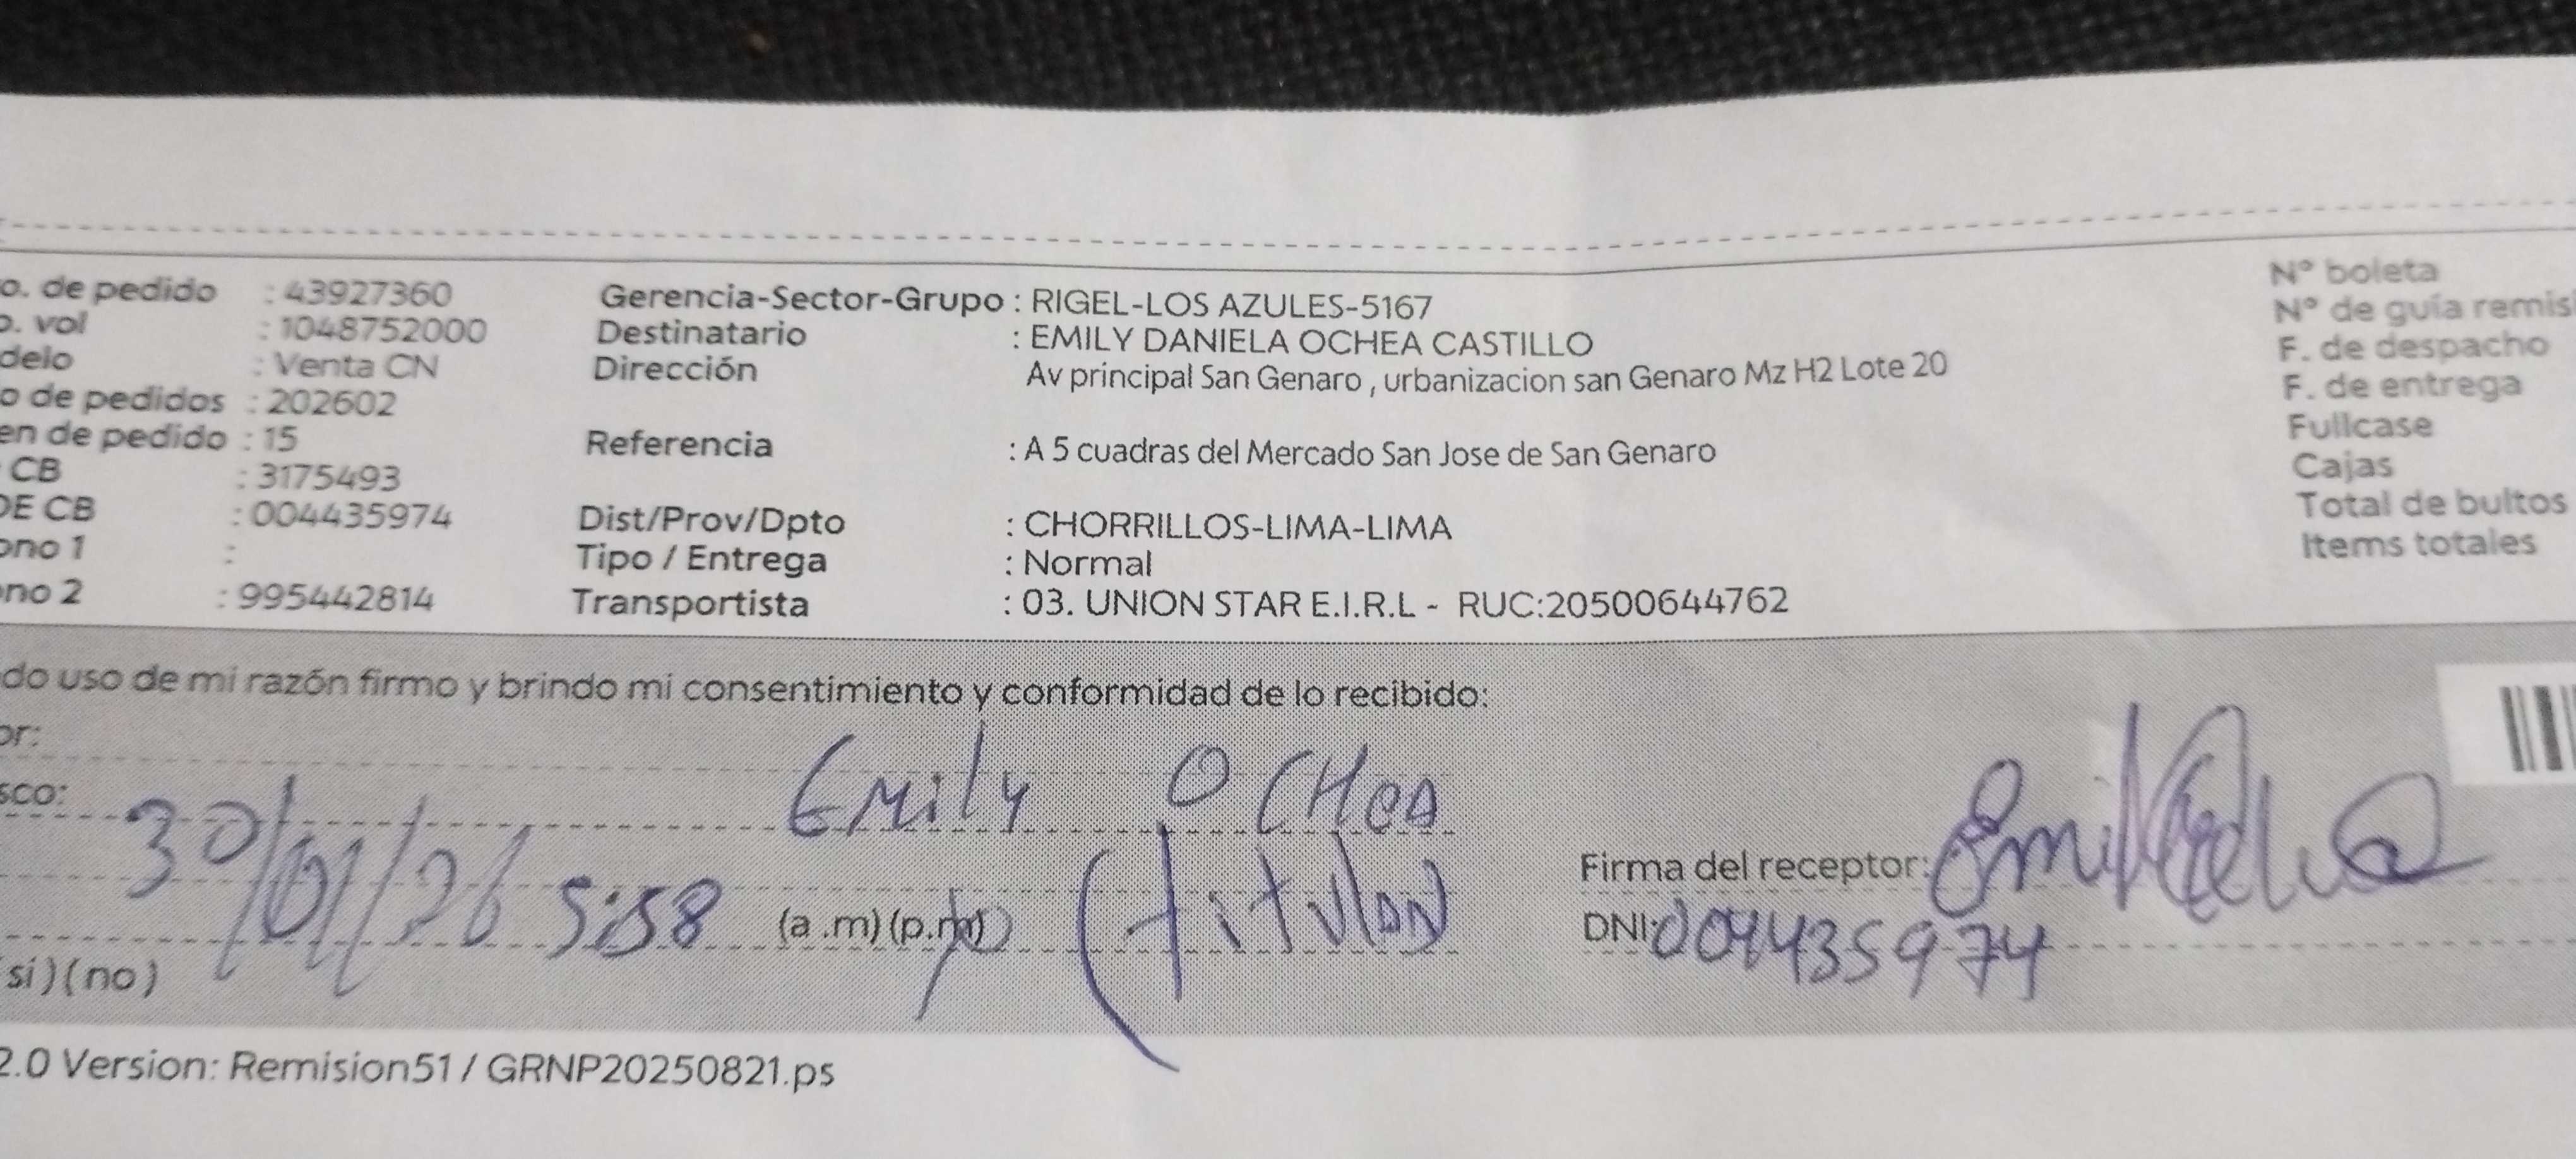 o. de pedido : 43927360 Gerencia-Sector-Grupo : RIGEL-LOS AZULES-5167 Nº boleta
o. vol : 1048752000 Destinatario : EMILY DANIELA OCHEA CASTILLO Nº de guía remisi
delo : Venta CN Dirección Av principal San Genaro , urbanizacion san Genaro Mz H2 Lote 20 F. de despacho
o de pedidos : 202602 F. de entrega
en de pedido : 15 Referencia : A 5 cuadras del Mercado San Jose de San Genaro Fullcase
CB : 3175493 Cajas
DE CB : 004435974 Dist/Prov/Dpto : CHORRILLOS-LIMA-LIMA Total de bultos
ono 1 : Tipo / Entrega : Normal Items totales
ono 2 : 995442814 Transportista : 03. UNION STAR E.I.R.L - RUC:20500644762
do uso de mi razón firmo y brindo mi consentimiento y conformidad de lo recibido:
or: Emily OCHeA
sco:
30/01/26 5:58 (a .m) (p.m) (titular Firma del receptor: Emily Ochea
DNI: 004435974
si ) ( no )
2.0 Version: Remision51 / GRNP20250821.ps